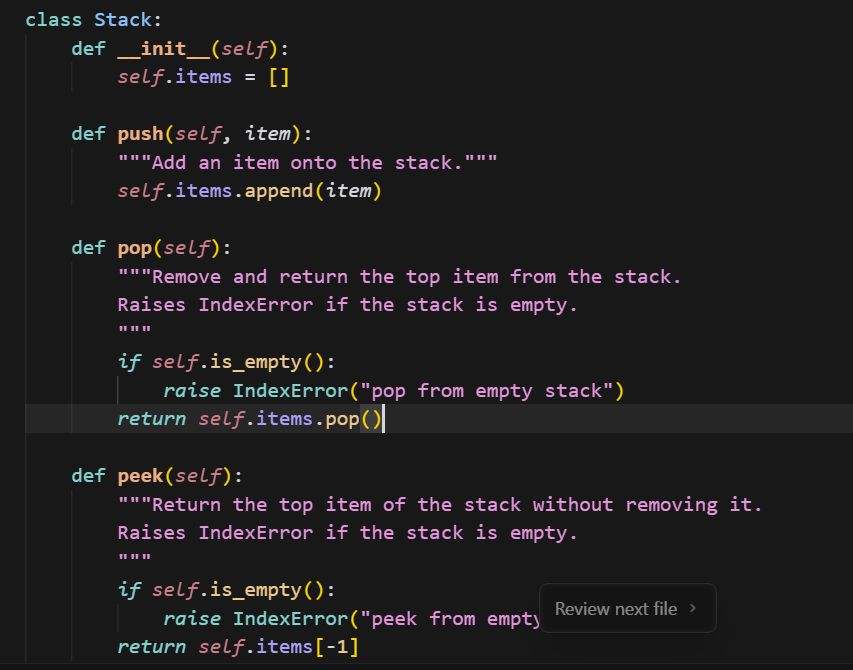 class Stack:
    def __init__(self):
        self.items = []

    def push(self, item):
        """Add an item onto the stack."""
        self.items.append(item)

    def pop(self):
        """Remove and return the top item from the stack.
        Raises IndexError if the stack is empty.
        """
        if self.is_empty():
            raise IndexError("pop from empty stack")
        return self.items.pop()

    def peek(self):
        """Return the top item of the stack without removing it.
        Raises IndexError if the stack is empty.
        """
        if self.is_empty():
            raise IndexError("peek from empty
        return self.items[-1]
Review next file ›